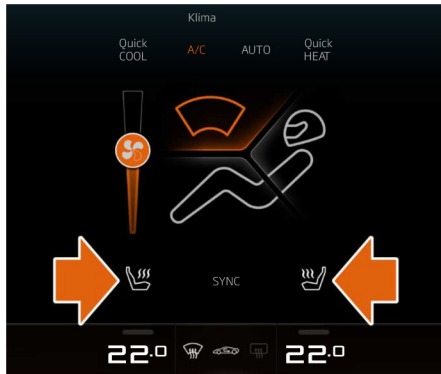 Klima
Quick COOL
A/C
AUTO
Quick HEAT
SYNC
22.0
22.0